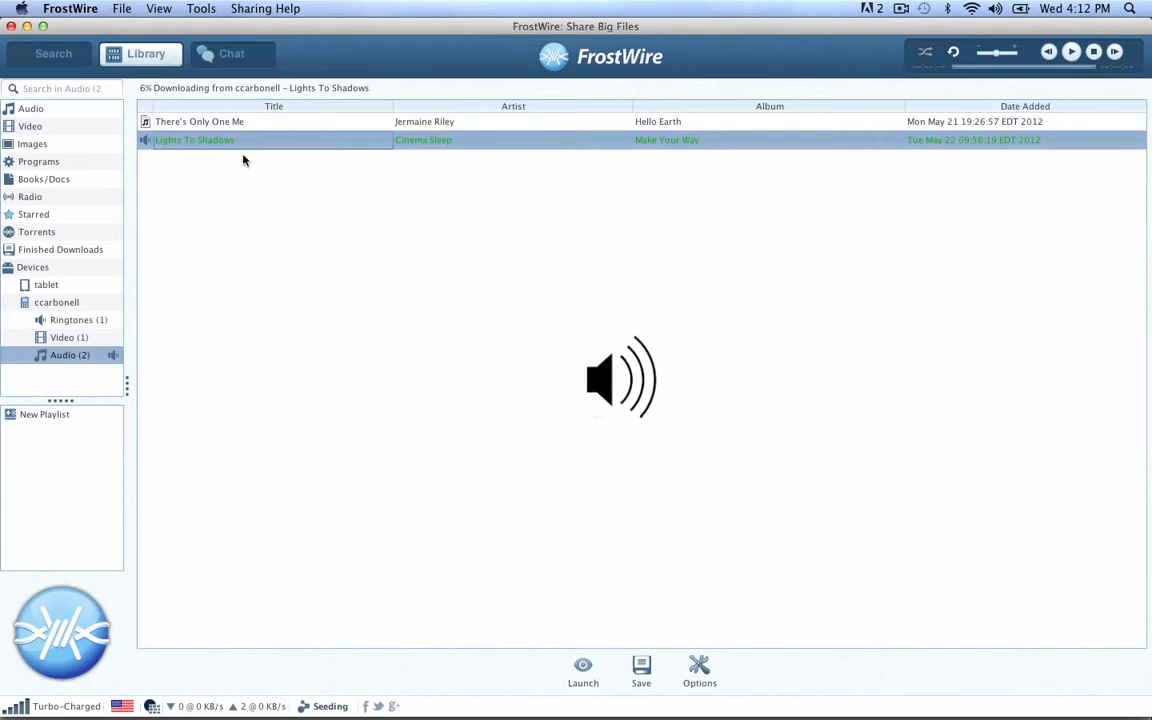 FrostWire File View Tools Sharing Help 2 Wed 4:12 PM
FrostWire: Share Big Files
Search Library Chat FrostWire
Search in Audio (2 6% Downloading from ccarbonell - Lights To Shadows
Title Artist Album Date Added
There's Only One Me Jermaine Riley Hello Earth Mon May 21 19:26:57 EDT 2012
Lights To Shadows Cinema Sleep Make Your Way Tue May 22 09:56:19 EDT 2012
Audio
Video
Images
Programs
Books/Docs
Radio
Starred
Torrents
Finished Downloads
Devices
tablet
ccarbonell
Ringtones (1)
Video (1)
Audio (2)
New Playlist
Launch Save Options
Turbo-Charged 0 @ 0 KB/s 2 @ 0 KB/s Seeding f g+